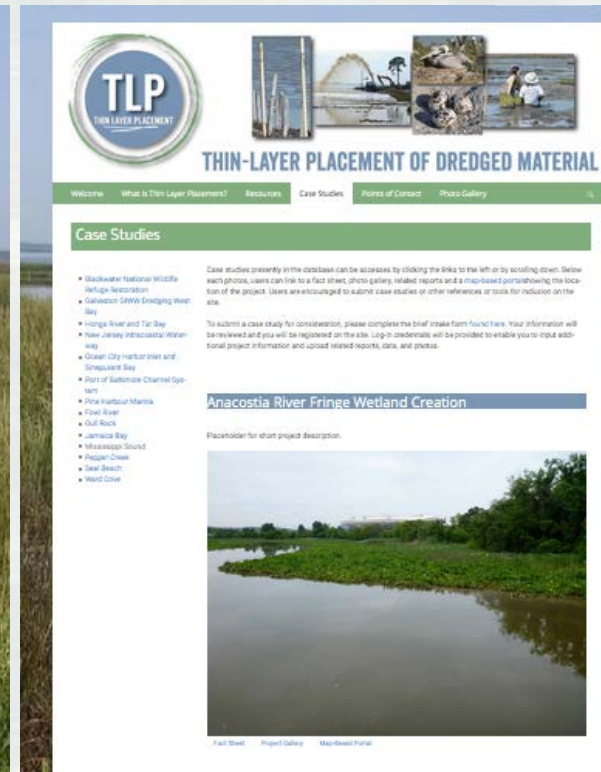 TLP
THIN LAYER PLACEMENT
THIN-LAYER PLACEMENT OF DREDGED MATERIAL
Welcome What Is Thin Layer Placement? Resources Case Studies Points of Contact Photo Gallery
Case Studies
Blackwater National Wildlife
Refuge Restoration
Galveston GIWW Dredging West
Bay
Honga River and Tar Bay
New Jersey Intracoastal Water-
way
Ocean City Harbor Inlet and
Sinepuxent Bay
Port of Baltimore Channel Sys-
tem
Pine Harbour Marina
Fowl River
Gull Rock
Jamaica Bay
Mississippi Sound
Pepper Creek
Seal Beach
Ward Cove
Case studies presently in the database can be accesses by clicking the links to the left or by scrolling down. Below
each photos, users can link to a fact sheet, photo gallery, related reports and a map-based portalshowing the loca-
tion of the project. Users are encouraged to submit case studies or other references or tools for inclusion on the
site.
To submit a case study for consideration, please complete the brief intake form found here. Your information will
be reviewed and you will be registered on the site. Log-in credentials will be provided to enable you to input addi-
tional project information and upload related reports, data, and photos.
Anacostia River Fringe Wetland Creation
Placeholder for short project description.
Fact Sheet Project Gallery Map-Based Portal